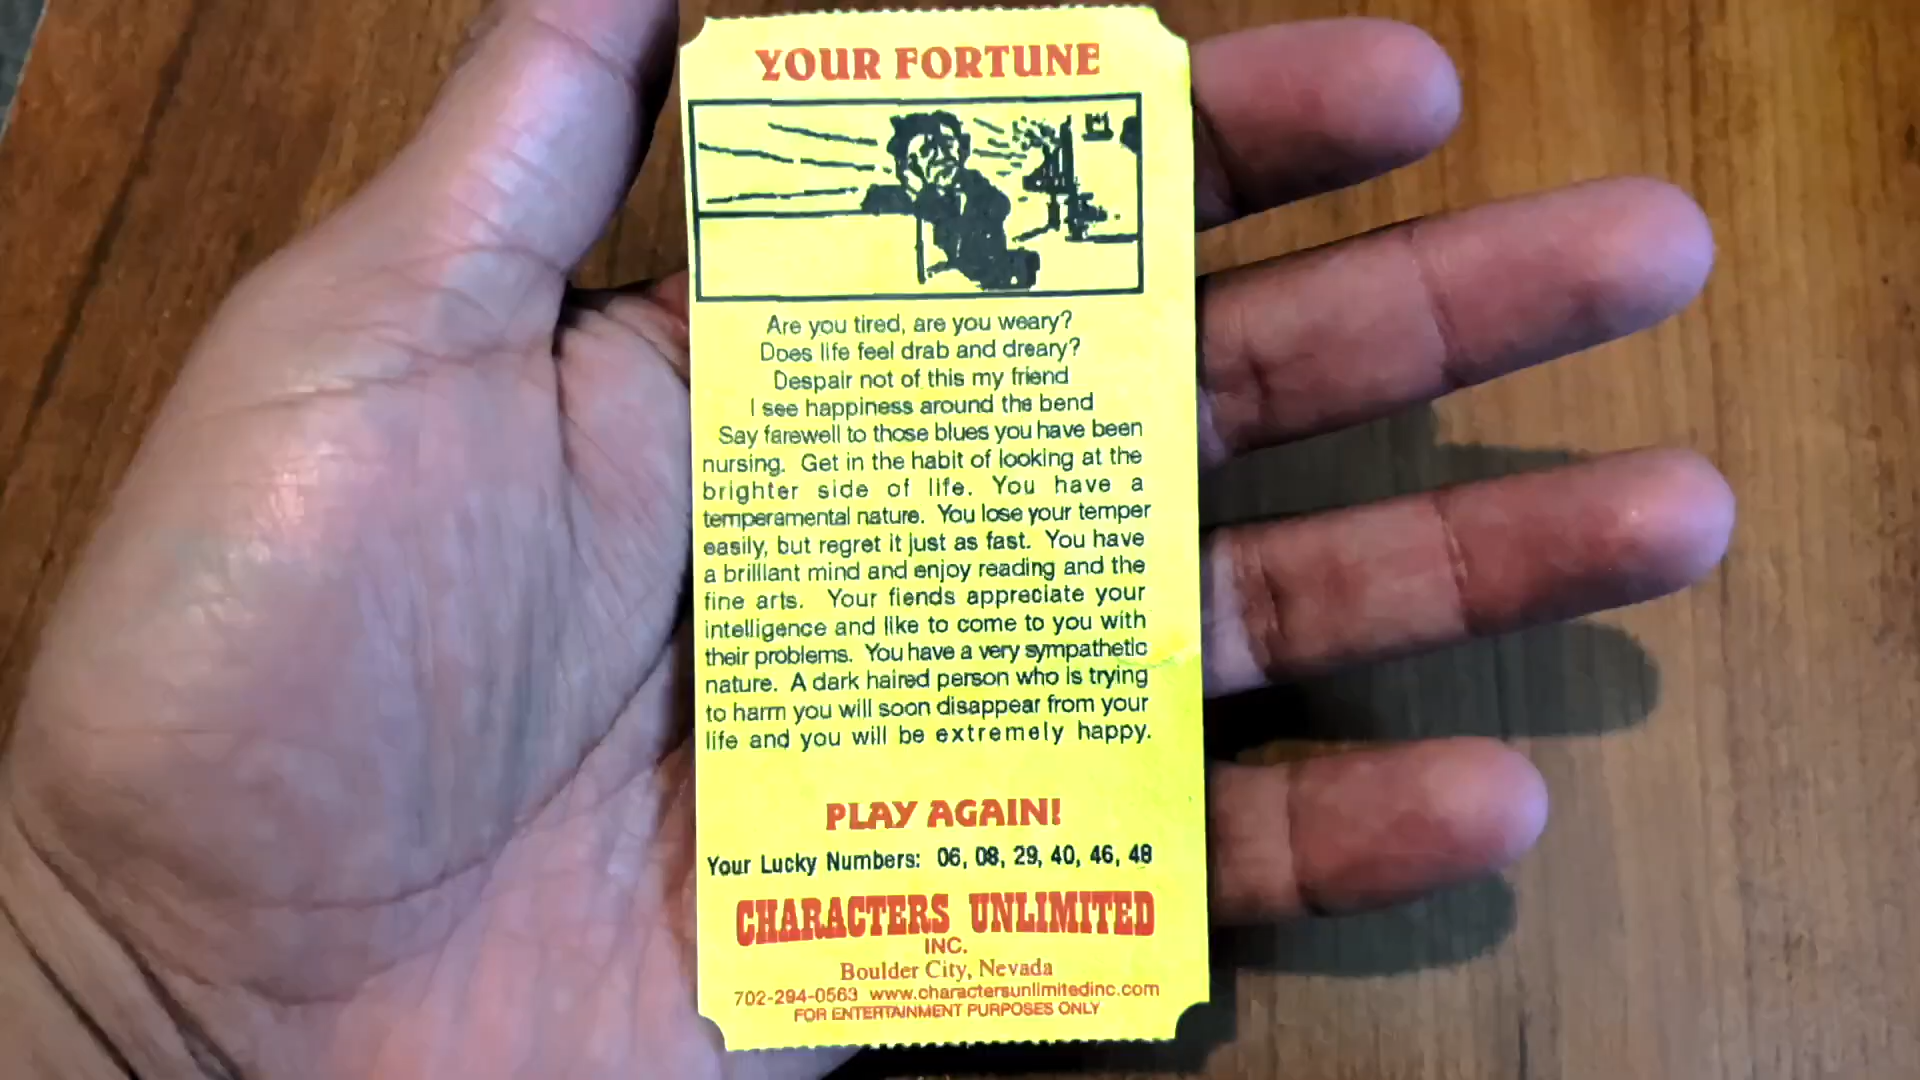 YOUR FORTUNE
Are you tired, are you weary?
Does life feel drab and dreary?
Despair not of this my friend
I see happiness around the bend
Say farewell to those blues you have been
nursing. Get in the habit of looking at the
brighter side of life. You have a
temperamental nature. You lose your temper
easily, but regret it just as fast. You have
a brilliant mind and enjoy reading and the
fine arts. Your fiends appreciate your
intelligence and like to come to you with
their problems. You have a very sympathetic
nature. A dark haired person who is trying
to harm you will soon disappear from your
life and you will be extremely happy.
PLAY AGAIN!
Your Lucky Numbers: 06, 08, 29, 40, 46, 48
CHARACTERS UNLIMITED
INC.
Boulder City, Nevada
702-294-0563 www.charactersunlimitedinc.com
FOR ENTERTAINMENT PURPOSES ONLY